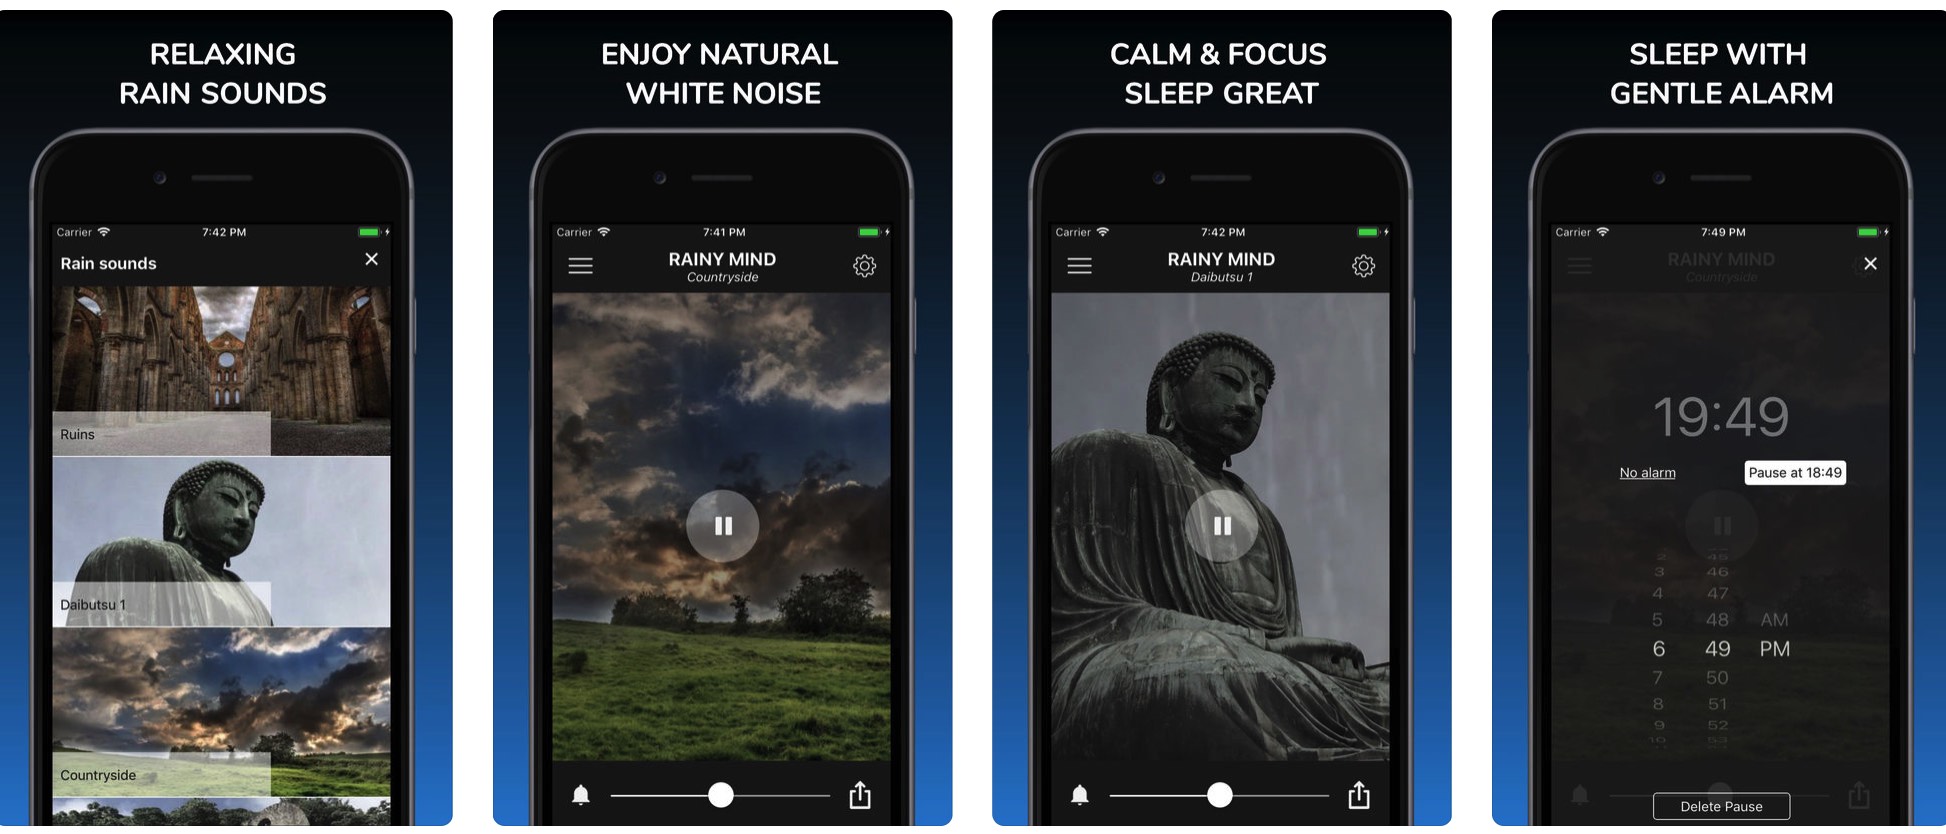 RELAXING
RAIN SOUNDS
Carrier
7:42 PM
Rain sounds
Ruins
Daibutsu 1
Countryside
ENJOY NATURAL
WHITE NOISE
Carrier
7:41 PM
RAINY MIND
Countryside
CALM & FOCUS
SLEEP GREAT
Carrier
7:42 PM
RAINY MIND
Daibutsu 1
SLEEP WITH
GENTLE ALARM
Carrier
7:49 PM
RAINY MIND
Countryside
19:49
No alarm
Pause at 18:49
2 45
3 46
4 47
5 48 AM
6 49 PM
7 50
8 51
9 52
10 53
Delete Pause